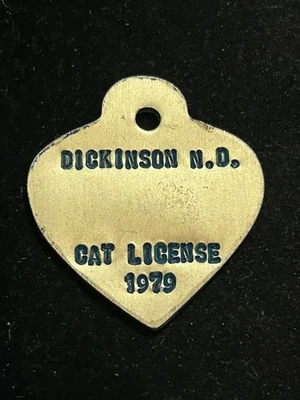 DICKINSON N.D.
CAT LICENSE
1979